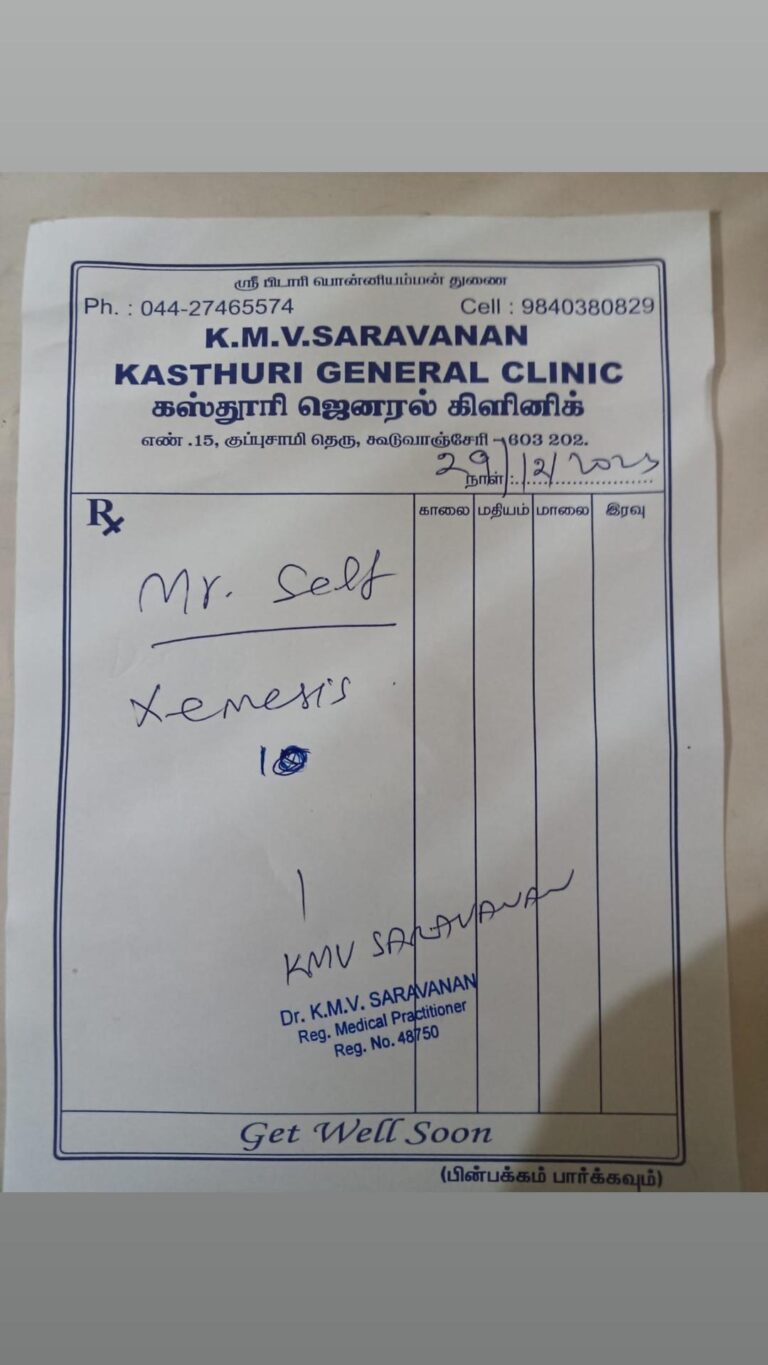 ஸ்ரீ பிடாரி பொன்னியம்மன் துணை
Ph. : 044-27465574 Cell : 9840380829
K.M.V.SARAVANAN
KASTHURI GENERAL CLINIC
கஸ்தூரி ஜெனரல் கிளினிக்
எண் .15, குப்புசாமி தெரு, கூடுவாஞ்சேரி - 603 202.
நாள் : 29/12/2023
Rx காலை மதியம் மாலை இரவு
Mr. Self
Xemesis
10
KMV SARAVANAN
Dr. K.M.V. SARAVANAN
Reg. Medical Practitioner
Reg. No. 48750
Get Well Soon
(பின்பக்கம் பார்க்கவும்)